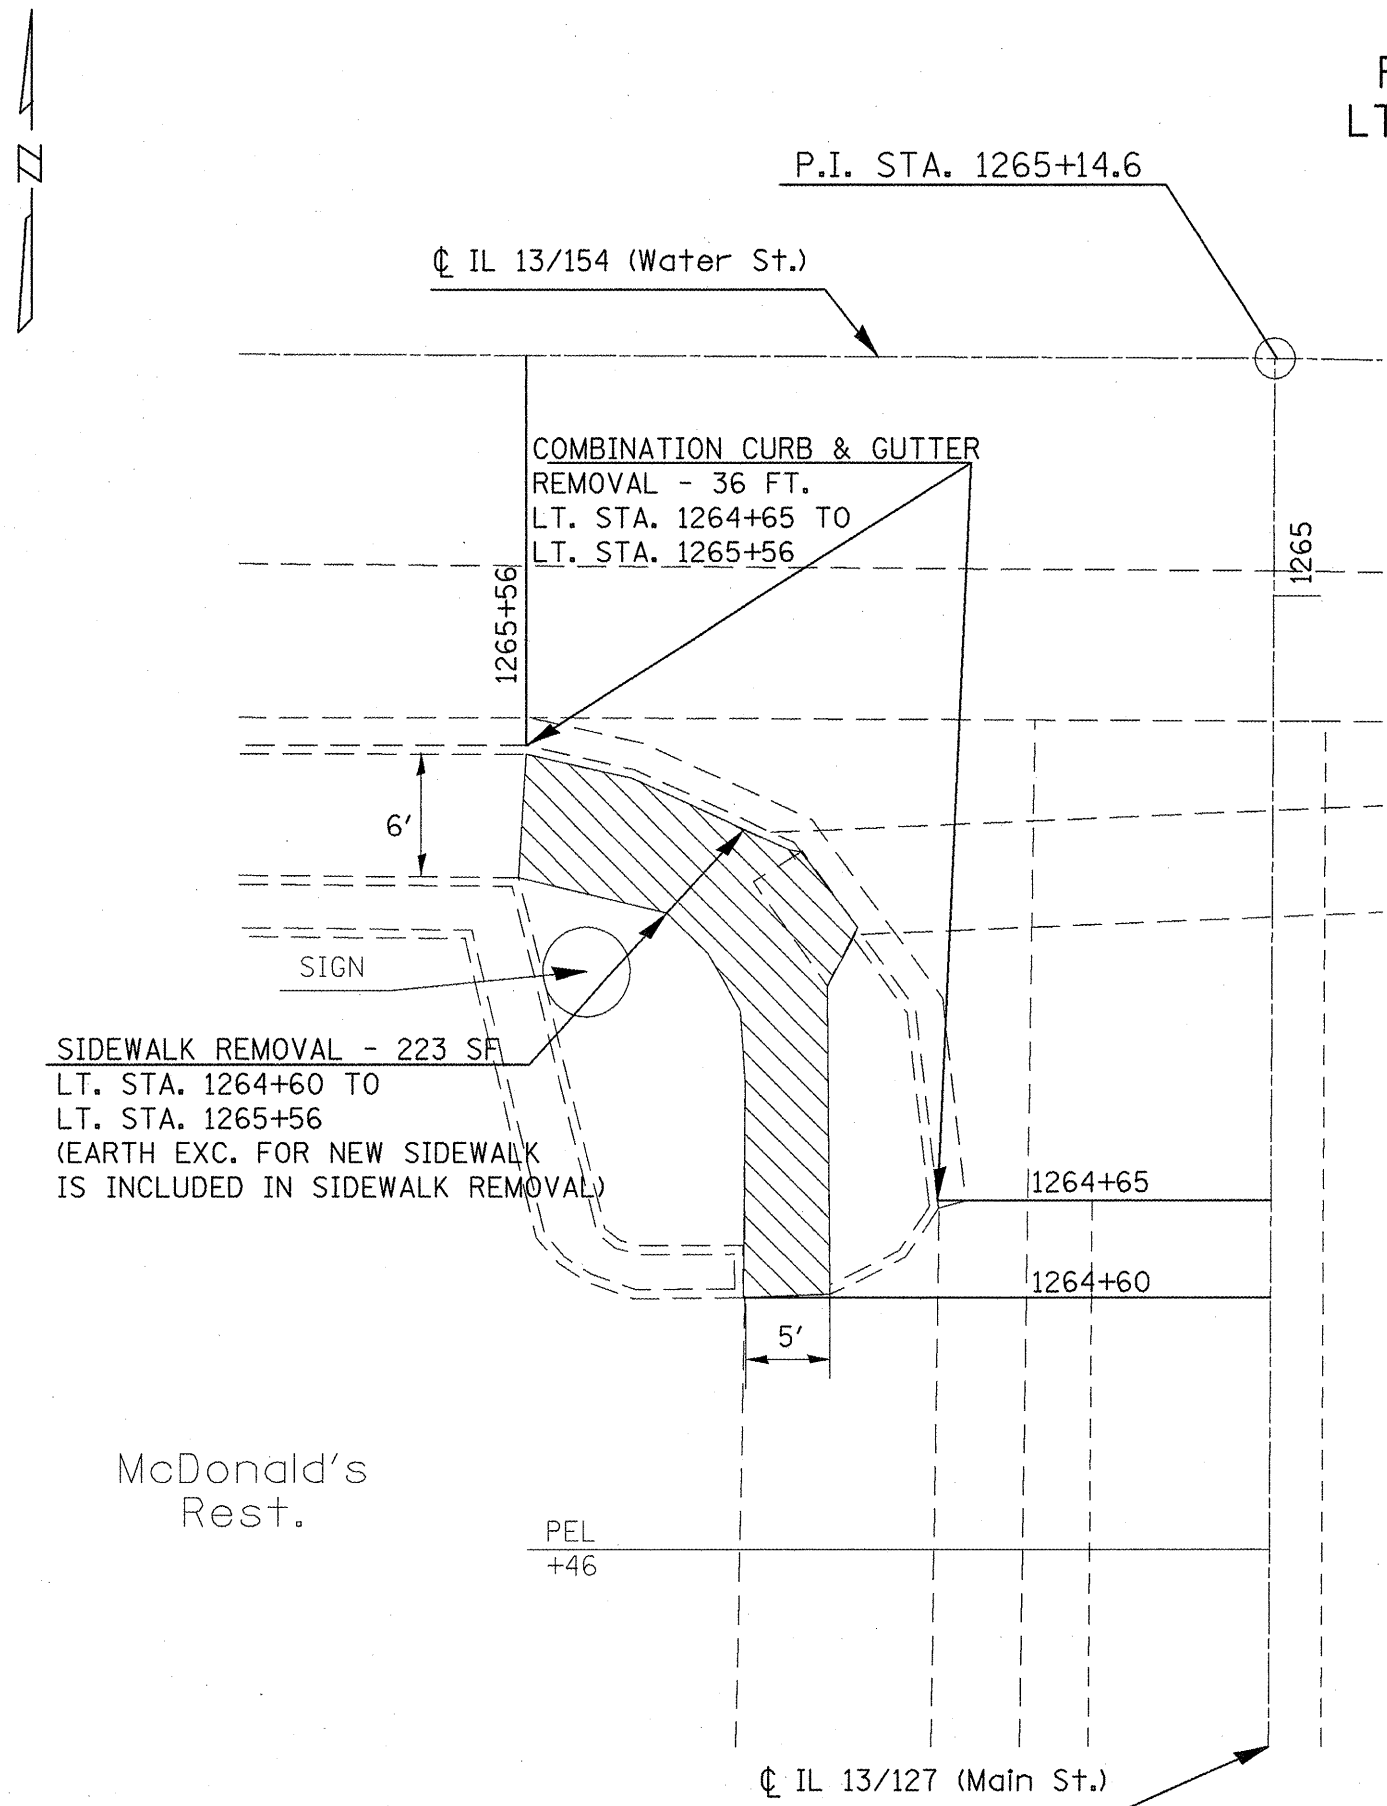 P.I. STA. 1265+14.6
℄ IL 13/154 (Water St.)
COMBINATION CURB & GUTTER
REMOVAL - 36 FT.
LT. STA. 1264+65 TO
LT. STA. 1265+56
1265
1265+56
6'
SIGN
SIDEWALK REMOVAL - 223 SF
LT. STA. 1264+60 TO
LT. STA. 1265+56
(EARTH EXC. FOR NEW SIDEWALK
IS INCLUDED IN SIDEWALK REMOVAL)
1264+65
1264+60
5'
McDonald's
Rest.
PEL
+46
℄ IL 13/127 (Main St.)
N
LT